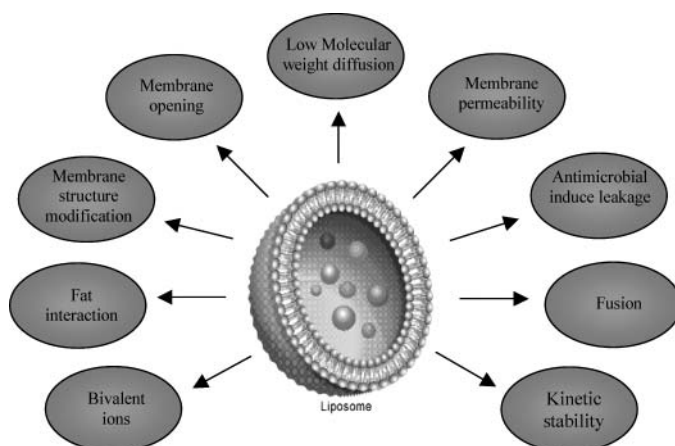 Low Molecular
weight diffusion
Membrane
opening
Membrane
permeability
Membrane
structure
modification
Antimicrobial
induce leakage
Fat
interaction
Fusion
Bivalent
ions
Kinetic
stability
Liposome